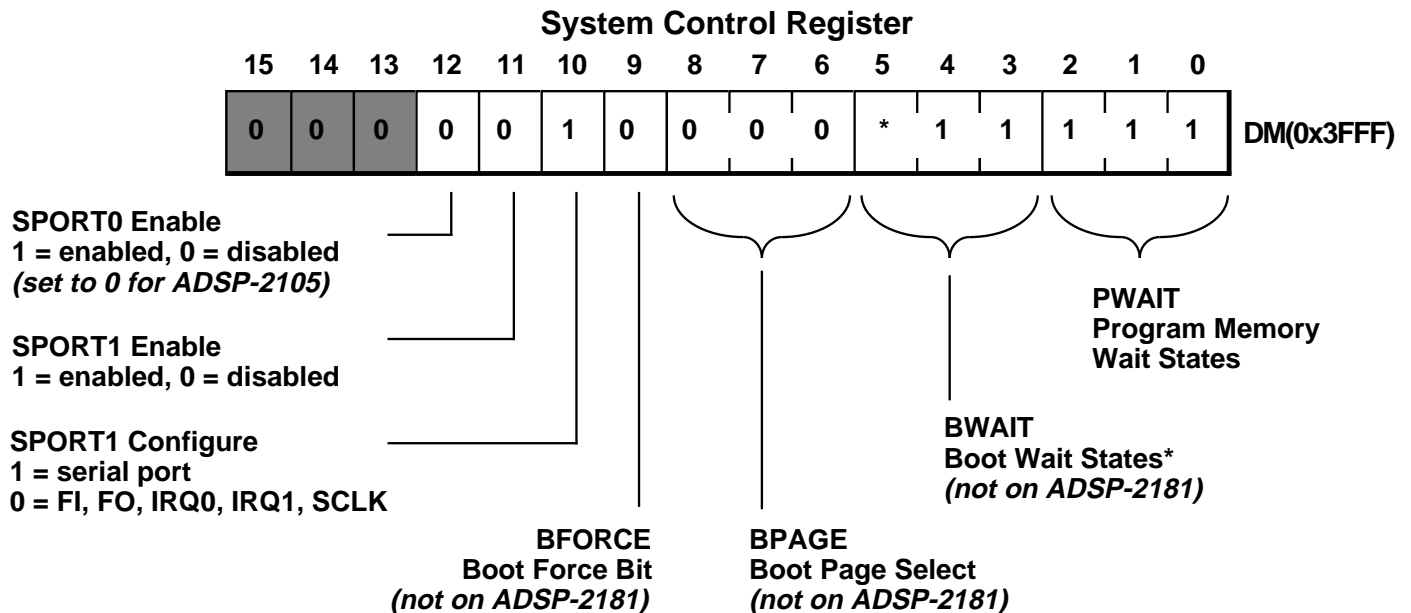 System Control Register
15 14 13 12 11 10 9 8 7 6 5 4 3 2 1 0
0 0 0 0 0 1 0 0 0 0 * 1 1 1 1 1 DM(0x3FFF)
SPORT0 Enable
1 = enabled, 0 = disabled
(set to 0 for ADSP-2105)
SPORT1 Enable
1 = enabled, 0 = disabled
SPORT1 Configure
1 = serial port
0 = FI, FO, IRQ0, IRQ1, SCLK
BFORCE
Boot Force Bit
(not on ADSP-2181)
BPAGE
Boot Page Select
(not on ADSP-2181)
BWAIT
Boot Wait States*
(not on ADSP-2181)
PWAIT
Program Memory
Wait States